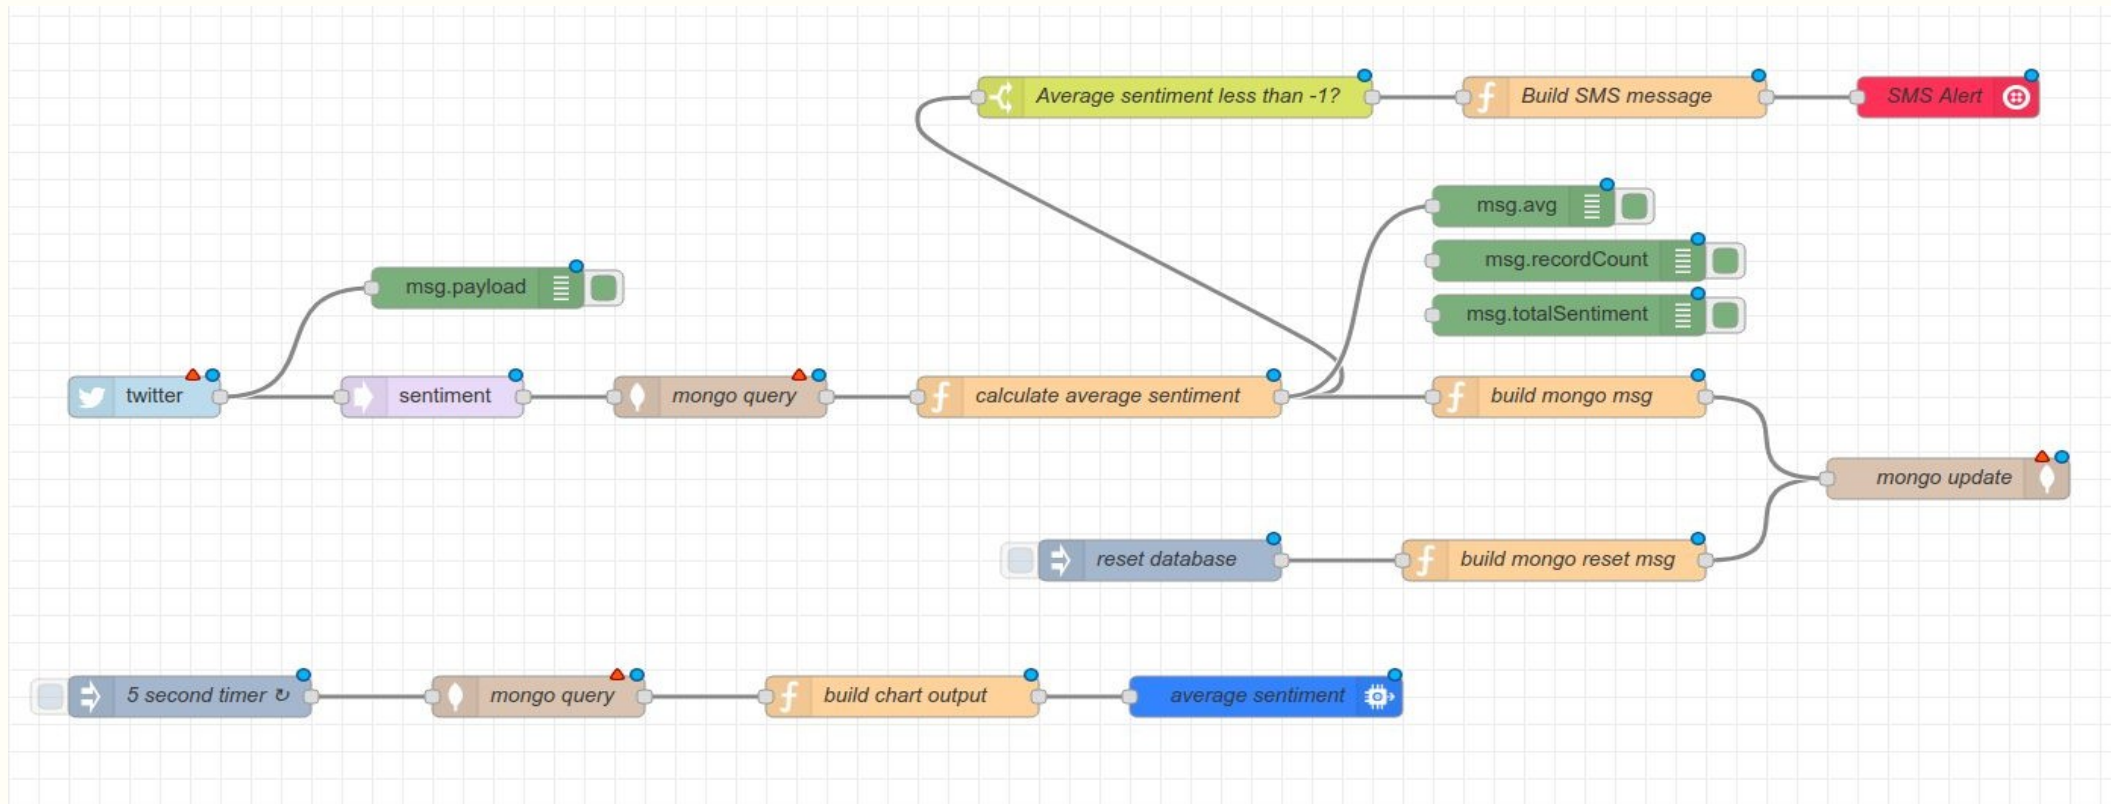 Average sentiment less than -1?
Build SMS message
SMS Alert
msg.avg
msg.recordCount
msg.payload
msg.totalSentiment
twitter
sentiment
mongo query
calculate average sentiment
build mongo msg
mongo update
reset database
build mongo reset msg
5 second timer ↻
mongo query
build chart output
average sentiment